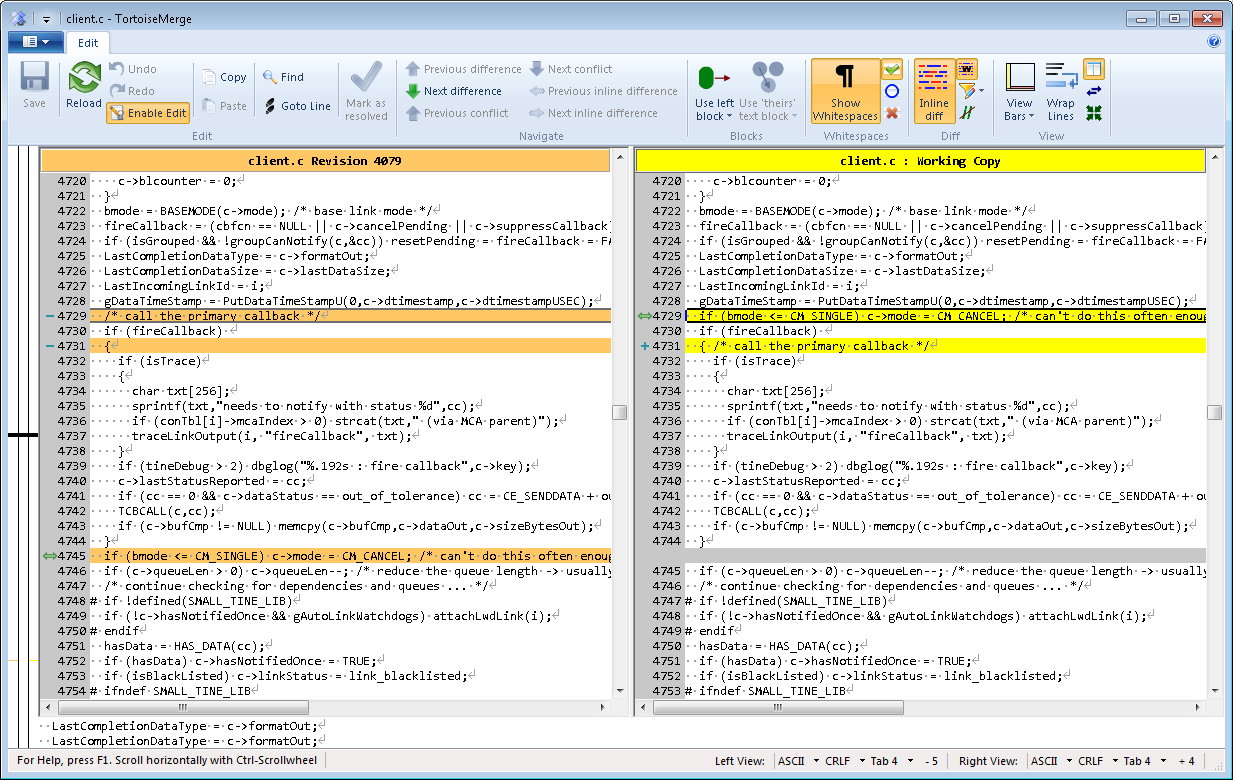 client.c - TortoiseMerge
Edit
Save
Reload
Undo
Redo
Enable Edit
Copy
Paste
Find
Goto Line
Mark as resolved
Previous difference
Next difference
Previous conflict
Next conflict
Previous inline difference
Next inline difference
Use left block
Use 'theirs' text block
Show Whitespaces
Inline diff
View Bars
Wrap Lines
Edit
Navigate
Blocks
Whitespaces
Diff
View
client.c Revision 4079
4720 ····c->blcounter = 0;
4721 ··}
4722 ··bmode = BASEMODE(c->mode); /* base link mode */
4723 ··fireCallback = (cbfcn == NULL || c->cancelPending || c->suppressCallback)
4724 ··if (isGrouped && !groupCanNotify(c,&cc)) resetPending = fireCallback = FA
4725 ··LastCompletionDataType = c->formatOut;
4726 ··LastCompletionDataSize = c->lastDataSize;
4727 ··LastIncomingLinkId = i;
4728 ··gDataTimeStamp = PutDataTimeStampU(0,c->dtimestamp,c->dtimestampUSEC);
4729 ··/* call the primary callback */
4730 ··if (fireCallback)
4731 ··{
4732 ····if (isTrace)
4733 ····{
4734 ······char txt[256];
4735 ······sprintf(txt,"needs to notify with status %d",cc);
4736 ······if (conTbl[i]->mcaIndex > 0) strcat(txt," (via MCA parent)");
4737 ······traceLinkOutput(i, "fireCallback", txt);
4738 ····}
4739 ····if (tineDebug > 2) dbglog("%.192s : fire callback",c->key);
4740 ····c->lastStatusReported = cc;
4741 ····if (cc == 0 && c->dataStatus == out_of_tolerance) cc = CE_SENDDATA + ou
4742 ····TCBCALL(c,cc);
4743 ····if (c->bufCmp != NULL) memcpy(c->bufCmp,c->dataOut,c->sizeBytesOut);
4744 ··}
4745 ··if (bmode <= CM_SINGLE) c->mode = CM_CANCEL; /* can't do this often enoug
4746 ··if (c->queueLen > 0) c->queueLen--; /* reduce the queue length -> usually
4747 ··/* continue checking for dependencies and queues ... */
4748 # if !defined(SMALL_TINE_LIB)
4749 ··if (!c->hasNotifiedOnce && gAutoLinkWatchdogs) attachLwdLink(i);
4750 # endif
4751 ··hasData = HAS_DATA(cc);
4752 ··if (hasData) c->hasNotifiedOnce = TRUE;
4753 ··if (isBlackListed) c->linkStatus = link_blacklisted;
4754 # ifndef SMALL_TINE_LIB
client.c : Working Copy
4720 ····c->blcounter = 0;
4721 ··}
4722 ··bmode = BASEMODE(c->mode); /* base link mode */
4723 ··fireCallback = (cbfcn == NULL || c->cancelPending || c->suppressCallback)
4724 ··if (isGrouped && !groupCanNotify(c,&cc)) resetPending = fireCallback = FA
4725 ··LastCompletionDataType = c->formatOut;
4726 ··LastCompletionDataSize = c->lastDataSize;
4727 ··LastIncomingLinkId = i;
4728 ··gDataTimeStamp = PutDataTimeStampU(0,c->dtimestamp,c->dtimestampUSEC);
4729 ··if (bmode <= CM_SINGLE) c->mode = CM_CANCEL; /* can't do this often enoug
4730 ··if (fireCallback)
4731 ··{ /* call the primary callback */
4732 ····if (isTrace)
4733 ····{
4734 ······char txt[256];
4735 ······sprintf(txt,"needs to notify with status %d",cc);
4736 ······if (conTbl[i]->mcaIndex > 0) strcat(txt," (via MCA parent)");
4737 ······traceLinkOutput(i, "fireCallback", txt);
4738 ····}
4739 ····if (tineDebug > 2) dbglog("%.192s : fire callback",c->key);
4740 ····c->lastStatusReported = cc;
4741 ····if (cc == 0 && c->dataStatus == out_of_tolerance) cc = CE_SENDDATA + ou
4742 ····TCBCALL(c,cc);
4743 ····if (c->bufCmp != NULL) memcpy(c->bufCmp,c->dataOut,c->sizeBytesOut);
4744 ··}
4745 ··if (c->queueLen > 0) c->queueLen--; /* reduce the queue length -> usually
4746 ··/* continue checking for dependencies and queues ... */
4747 # if !defined(SMALL_TINE_LIB)
4748 ··if (!c->hasNotifiedOnce && gAutoLinkWatchdogs) attachLwdLink(i);
4749 # endif
4750 ··hasData = HAS_DATA(cc);
4751 ··if (hasData) c->hasNotifiedOnce = TRUE;
4752 ··if (isBlackListed) c->linkStatus = link_blacklisted;
4753 # ifndef SMALL_TINE_LIB
··LastCompletionDataType = c->formatOut;
··LastCompletionDataType = c->formatOut;
For Help, press F1. Scroll horizontally with Ctrl-Scrollwheel
Left View: ASCII CRLF Tab 4 - 5 Right View: ASCII CRLF Tab 4 + 4